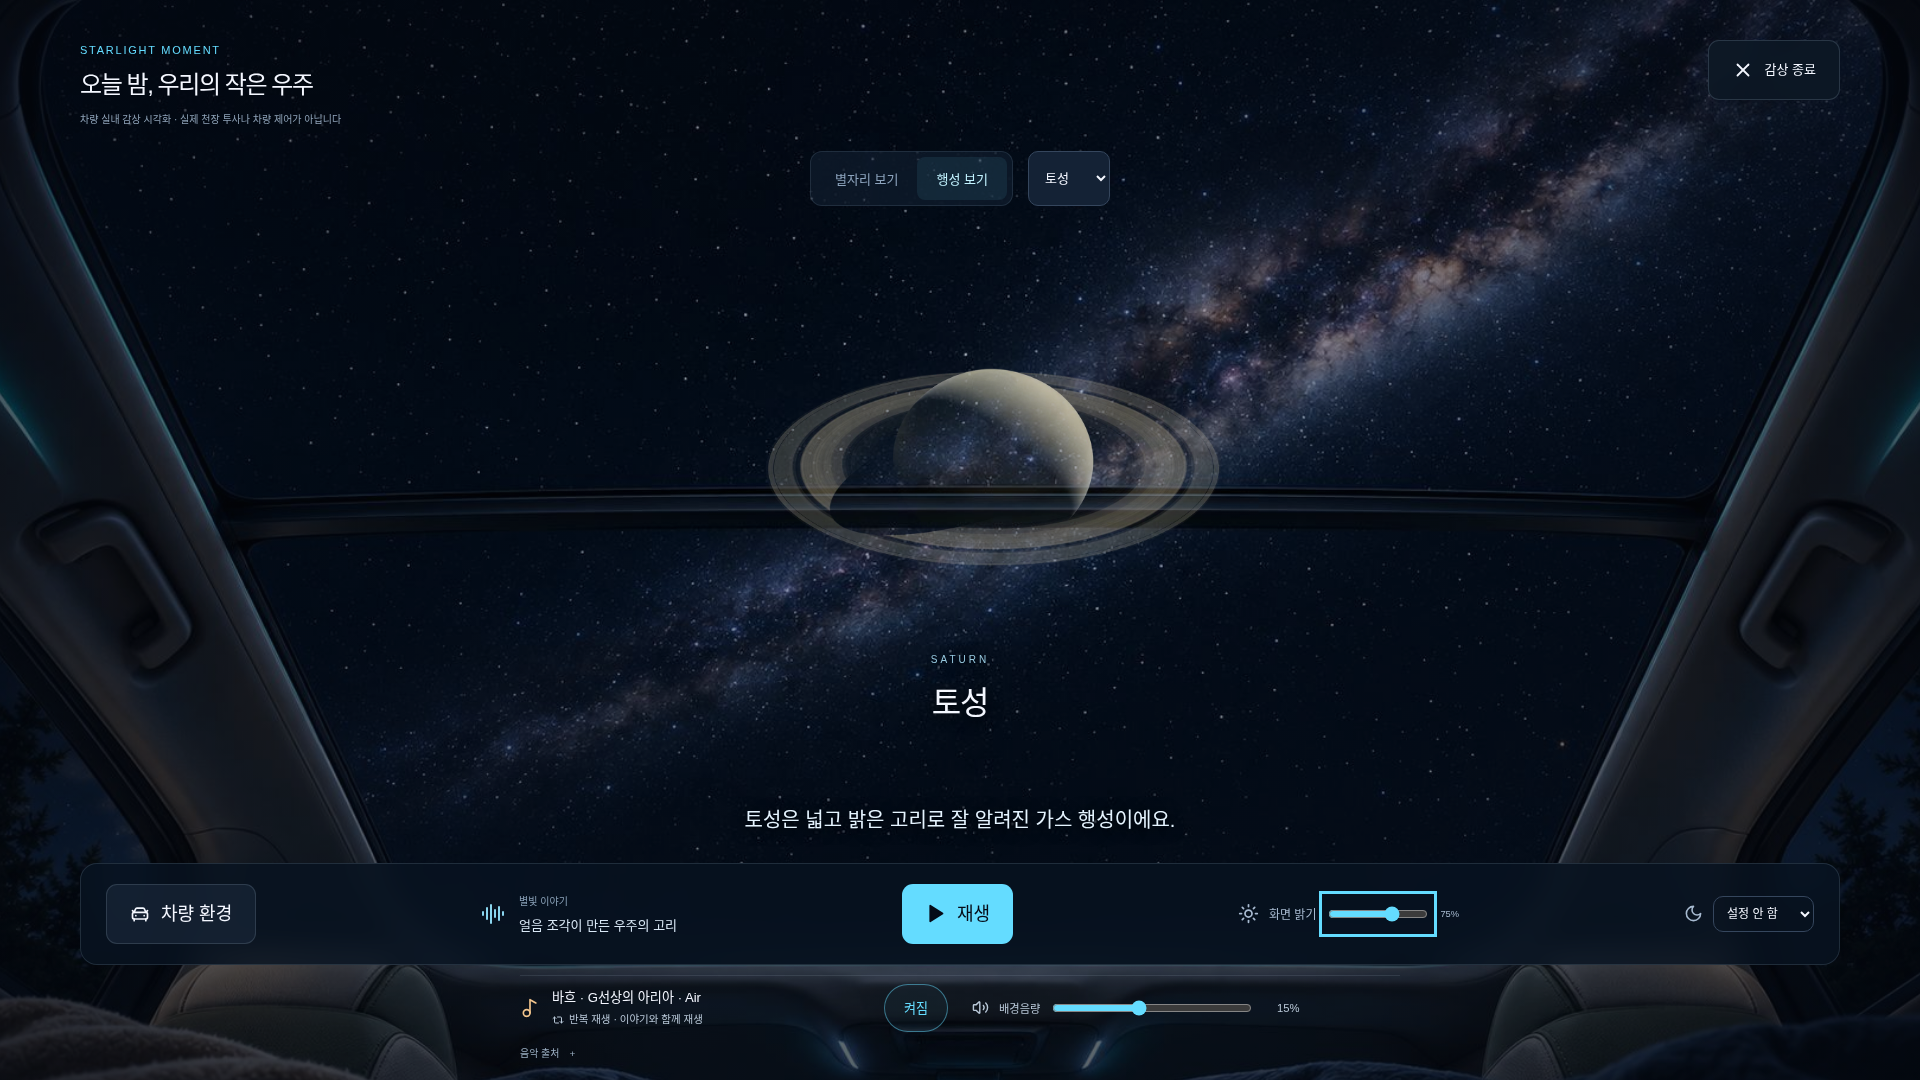 STARLIGHT MOMENT
오늘 밤, 우리의 작은 우주
차량 실내 감상 시각화 · 실제 천장 투사나 차량 제어가 아닙니다
감상 종료
별자리 보기
행성 보기
토성
SATURN
토성
토성은 넓고 밝은 고리로 잘 알려진 가스 행성이에요.
차량 환경
별빛 이야기
얼음 조각이 만든 우주의 고리
재생
화면 밝기
75%
설정 안 함
바흐 · G선상의 아리아 · Air
반복 재생 · 이야기와 함께 재생
켜짐
배경음량
15%
음악 출처 +